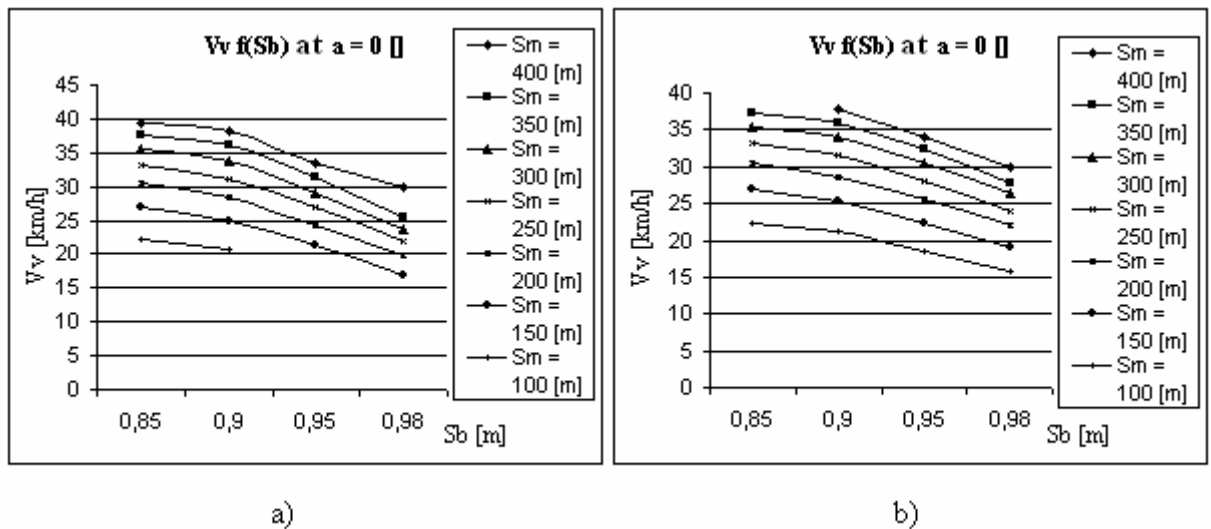 Vv f(Sb) at a = 0 []
Vv [km/h]
45
40
35
30
25
20
15
10
5
0
0,85 0,9 0,95 0,98
Sb [m]
Sm =
400 [m]
Sm =
350 [m]
Sm =
300 [m]
Sm =
250 [m]
Sm =
200 [m]
Sm =
150 [m]
Sm =
100 [m]
a)
Vv f(Sb) at a = 0 []
Vv [km/h]
40
35
30
25
20
15
10
5
0
0,85 0,9 0,95 0,98
Sb [m]
Sm =
400 [m]
Sm =
350 [m]
Sm =
300 [m]
Sm =
250 [m]
Sm =
200 [m]
Sm =
150 [m]
Sm =
100 [m]
b)